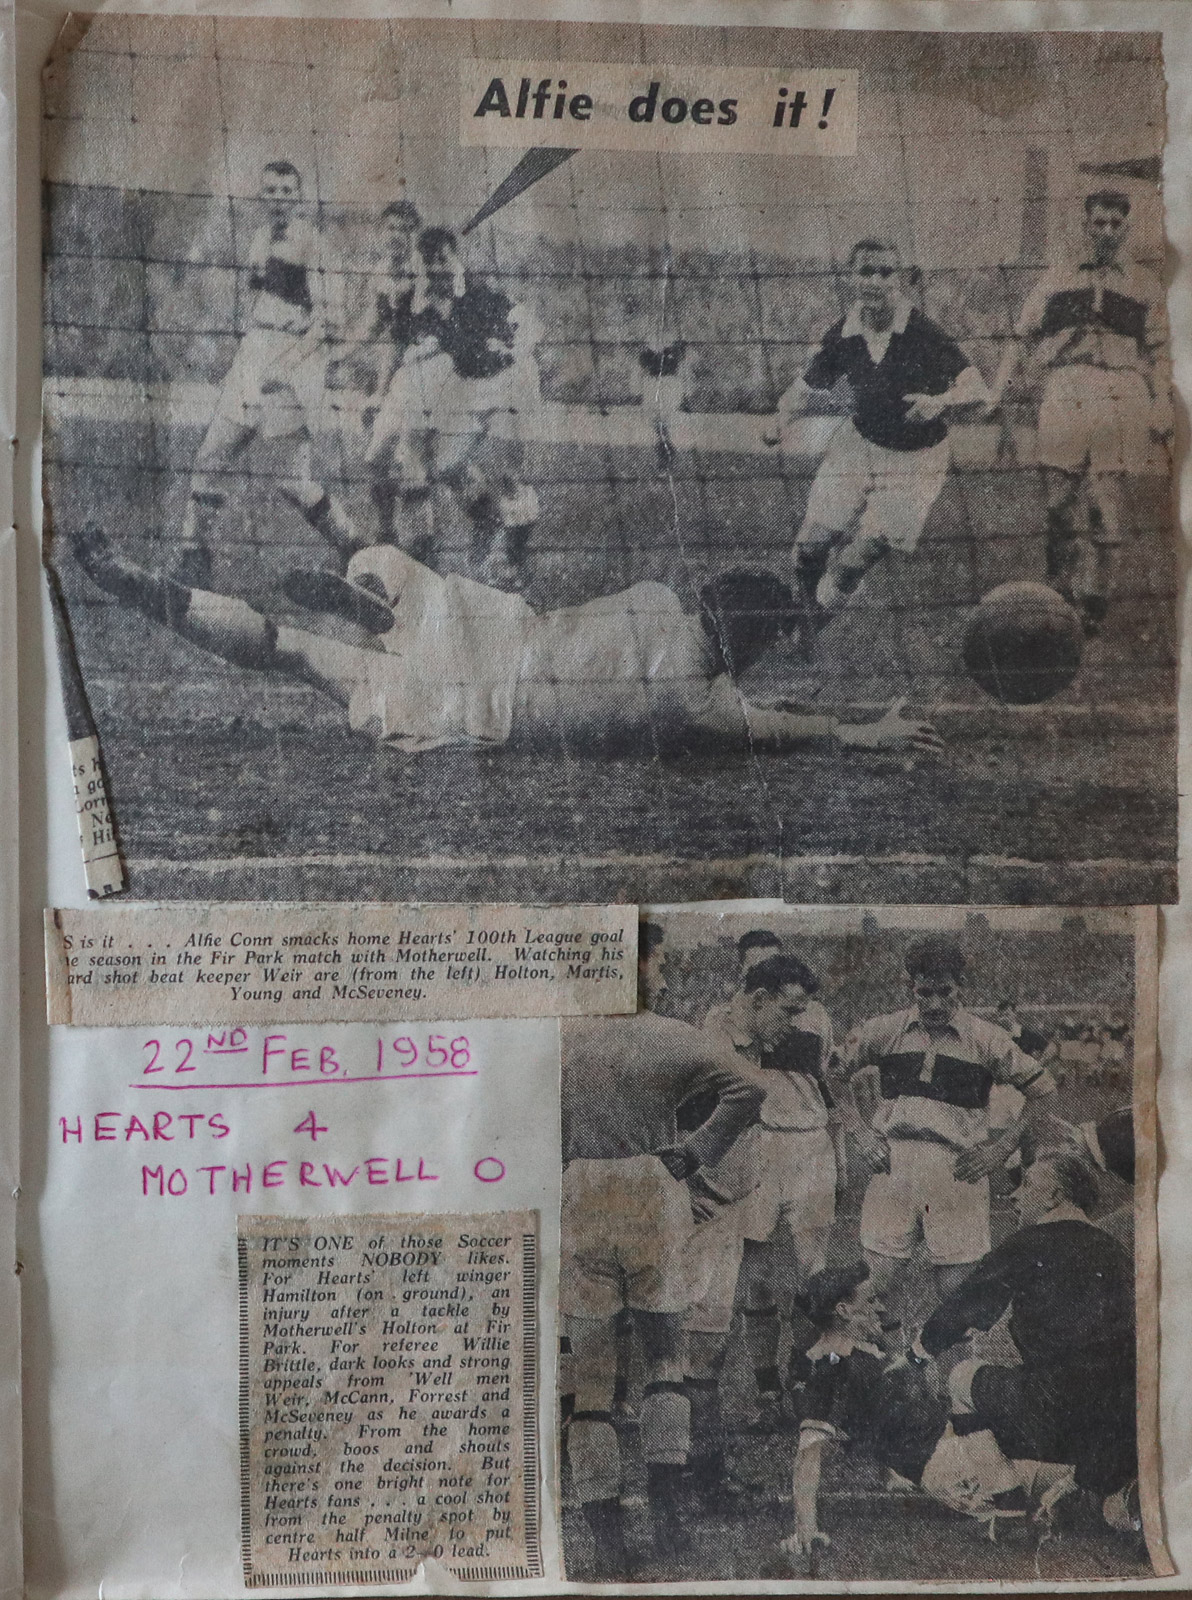 Alfie does it!
ts h
a go
Lorn
Ne
Hi
S is it . . . Alfie Conn smacks home Hearts' 100th League goal
e season in the Fir Park match with Motherwell. Watching his
ard shot beat keeper Weir are (from the left) Holton, Martis,
Young and McSeveney.
22ND FEB. 1958
HEARTS 4
MOTHERWELL 0
IT'S ONE of those Soccer
moments NOBODY likes.
For Hearts' left winger
Hamilton (on ground), an
injury after a tackle by
Motherwell's Holton at Fir
Park. For referee Willie
Brittle, dark looks and strong
appeals from 'Well men
Weir, McCann, Forrest and
McSeveney as he awards a
penalty. From the home
crowd, boos and shouts
against the decision. But
there's one bright note for
Hearts fans . . . a cool shot
from the penalty spot by
centre half Milne to put
Hearts into a 2—0 lead.